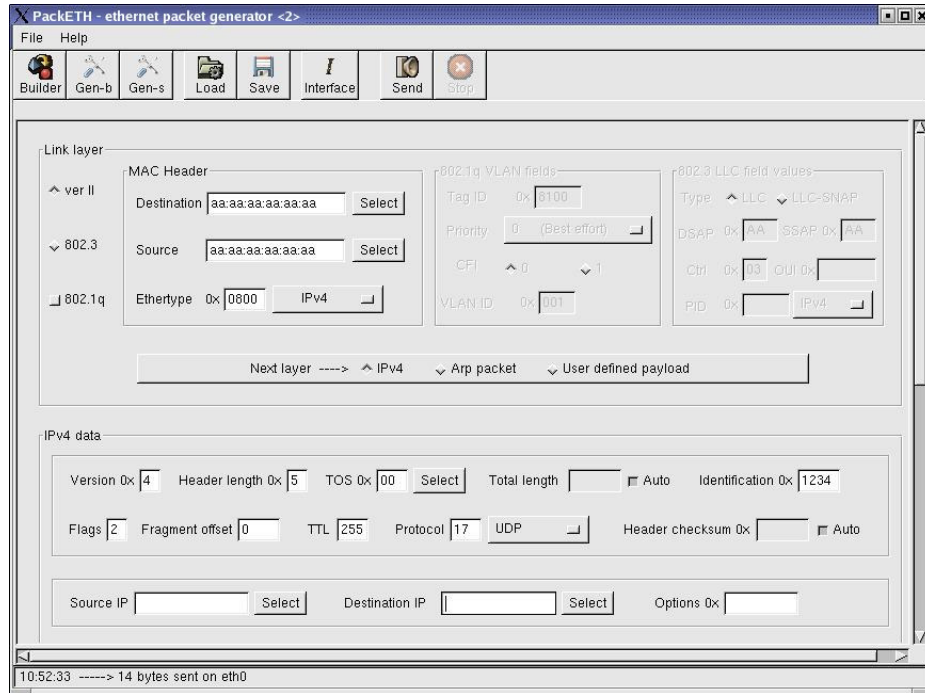 PackETH - ethernet packet generator <2>
File Help
Builder Gen-b Gen-s Load Save Interface Send Stop
Link layer
ver II
802.3
802.1q
MAC Header
Destination aa:aa:aa:aa:aa:aa Select
Source aa:aa:aa:aa:aa:aa Select
Ethertype 0x 0800 IPv4
802.1q VLAN fields
Tag ID 0x 8100
Priority 0 (Best effort)
CFI 0 1
VLAN ID 0x 001
802.3 LLC field values
Type LLC LLC-SNAP
DSAP 0x AA SSAP 0x AA
Ctrl 0x 03 OUI 0x
PID 0x IPv4
Next layer ----> IPv4 Arp packet User defined payload
IPv4 data
Version 0x 4 Header length 0x 5 TOS 0x 00 Select Total length Auto Identification 0x 1234
Flags 2 Fragment offset 0 TTL 255 Protocol 17 UDP Header checksum 0x Auto
Source IP Select Destination IP Select Options 0x
10:52:33 -----> 14 bytes sent on eth0